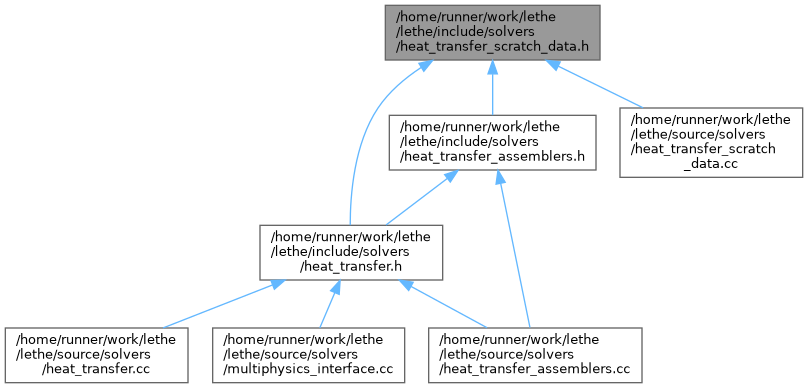 /home/runner/work/lethe
/lethe/include/solvers
/heat_transfer_scratch_data.h
/home/runner/work/lethe
/lethe/include/solvers
/heat_transfer_assemblers.h
/home/runner/work/lethe
/lethe/source/solvers
/heat_transfer_scratch
_data.cc
/home/runner/work/lethe
/lethe/include/solvers
/heat_transfer.h
/home/runner/work/lethe
/lethe/source/solvers
/heat_transfer.cc
/home/runner/work/lethe
/lethe/source/solvers
/multiphysics_interface.cc
/home/runner/work/lethe
/lethe/source/solvers
/heat_transfer_assemblers.cc